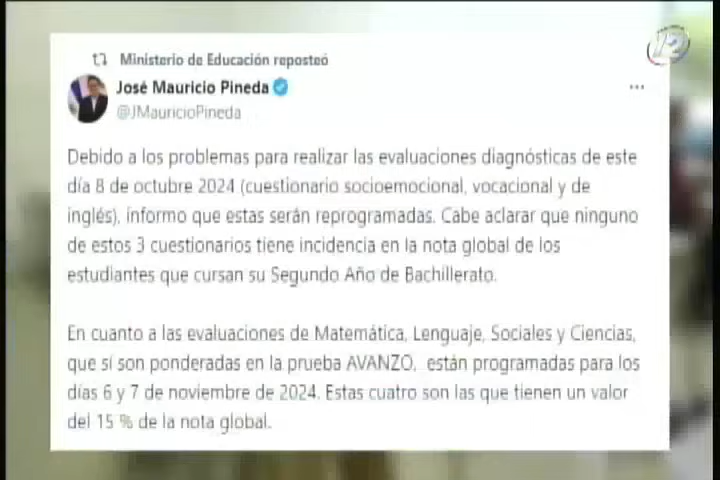 Ministerio de Educación reposteó
José Mauricio Pineda
@JMauricioPineda
Debido a los problemas para realizar las evaluaciones diagnósticas de este
día 8 de octubre 2024 (cuestionario socioemocional, vocacional y de
inglés), informo que estas serán reprogramadas. Cabe aclarar que ninguno
de estos 3 cuestionarios tiene incidencia en la nota global de los
estudiantes que cursan su Segundo Año de Bachillerato.
En cuanto a las evaluaciones de Matemática, Lenguaje, Sociales y Ciencias,
que sí son ponderadas en la prueba AVANZO, están programadas para los
días 6 y 7 de noviembre de 2024. Estas cuatro son las que tienen un valor
del 15 % de la nota global.
12